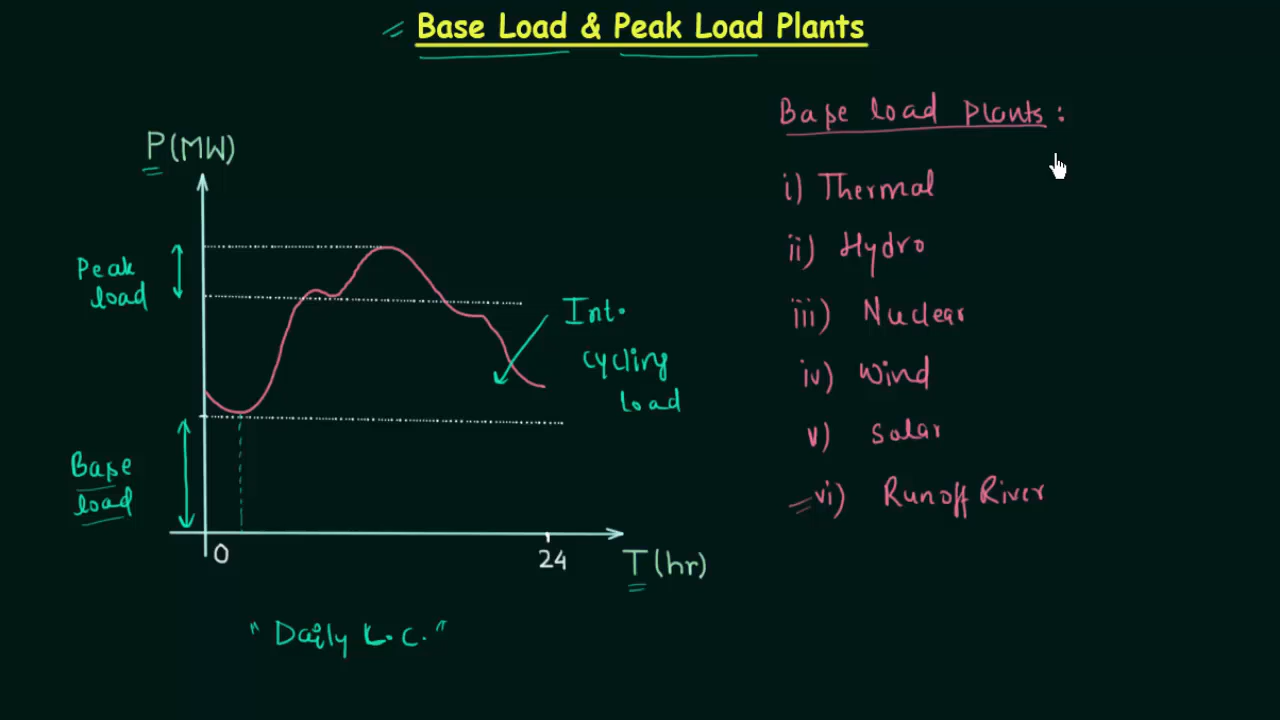 Base Load & Peak Load Plants
Base load plants :
P(MW)
i) Thermal
ii) Hydro
Peak
load
iii) Nuclear
Int.
cycling
load
iv) Wind
v) Solar
Base
load
vi) Runoff River
0
24
T(hr)
"Daily L.C."